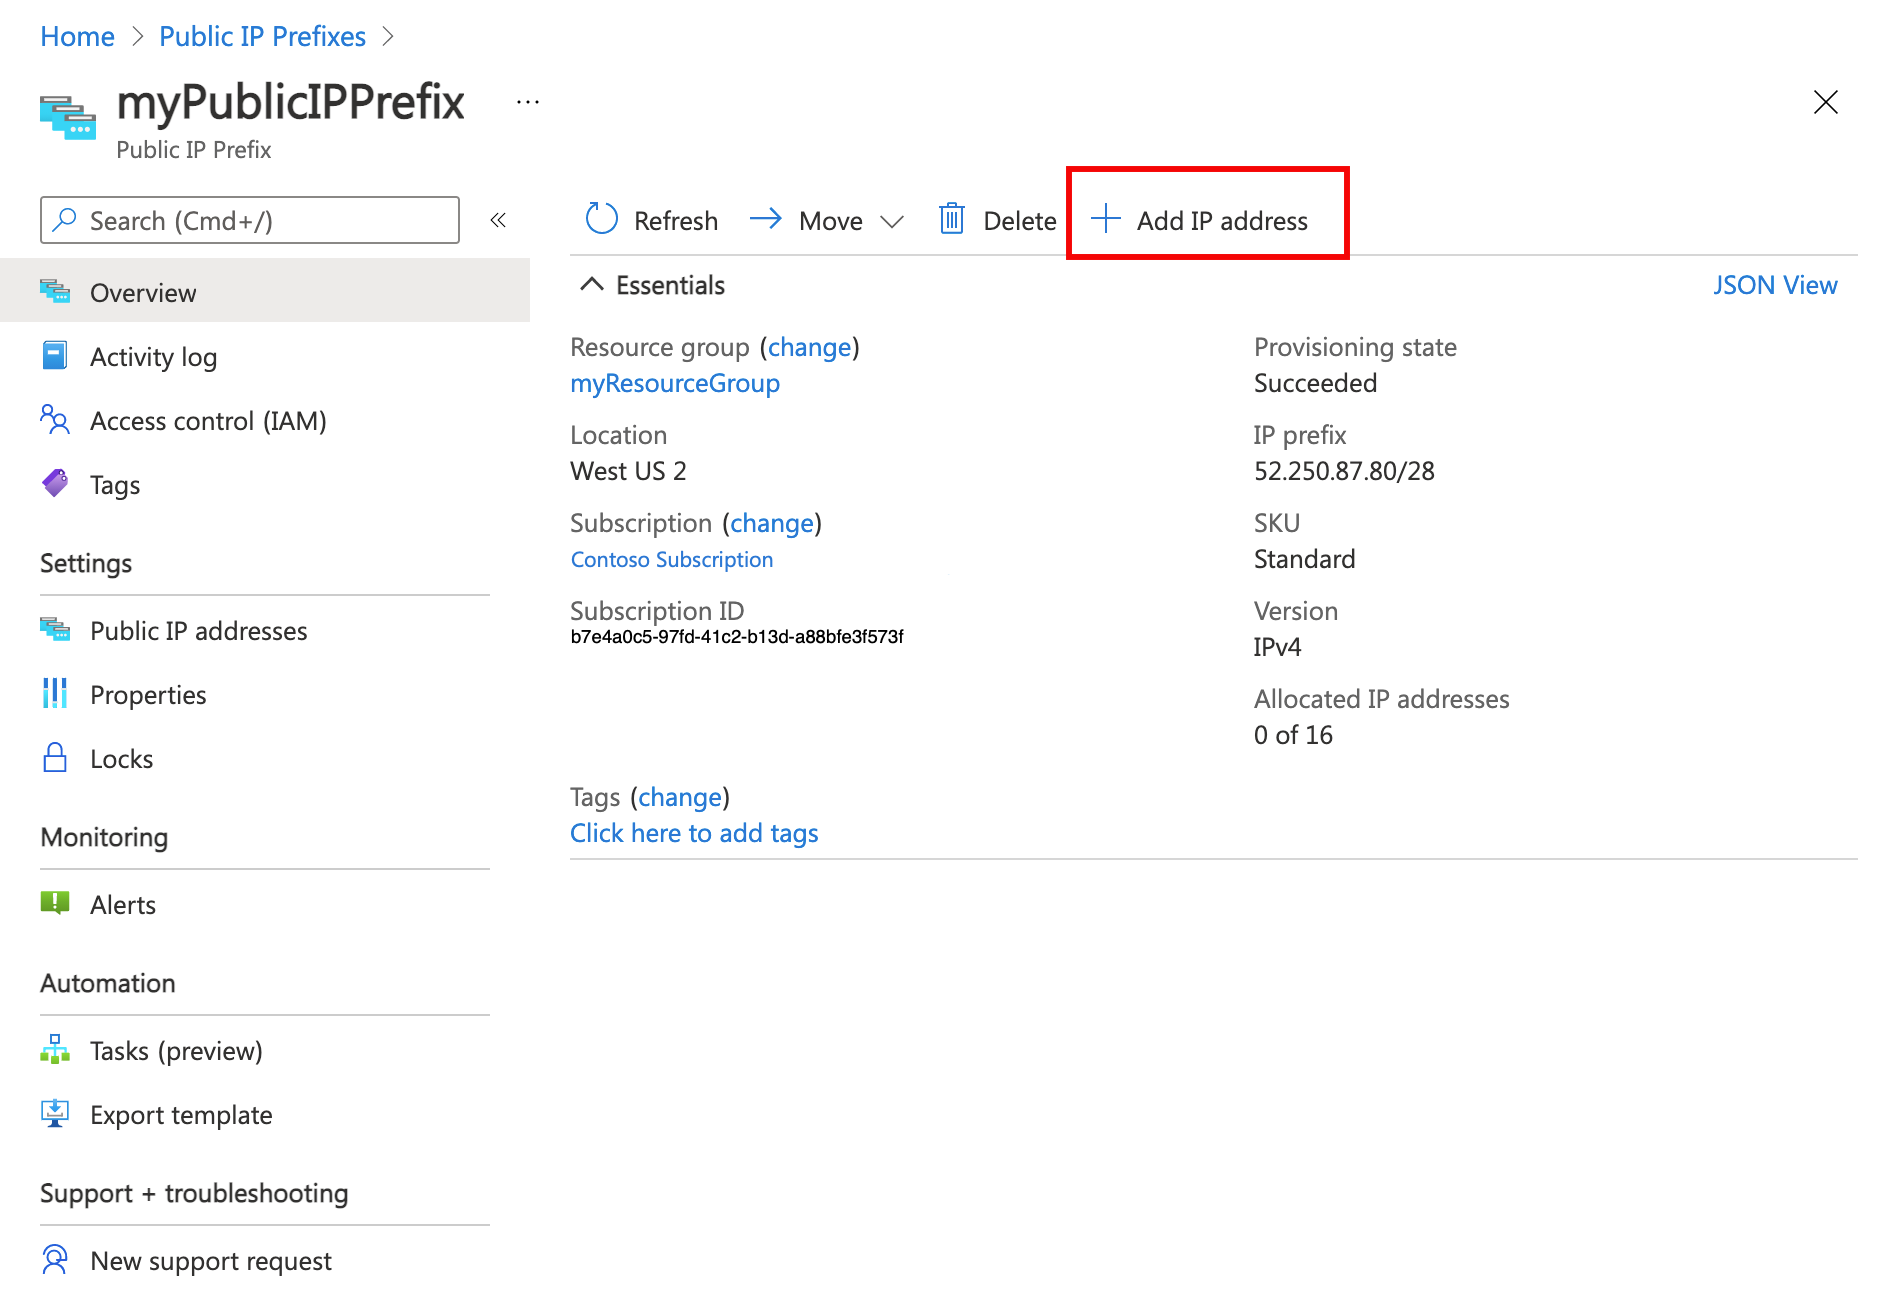 Home > Public IP Prefixes >
myPublicIPPrefix ...
Public IP Prefix
Search (Cmd+/)
«
Refresh Move Delete Add IP address
Overview
Activity log
Access control (IAM)
Tags
Settings
Public IP addresses
Properties
Locks
Monitoring
Alerts
Automation
Tasks (preview)
Export template
Support + troubleshooting
New support request
Essentials
JSON View
Resource group (change)
myResourceGroup
Location
West US 2
Subscription (change)
Contoso Subscription
Subscription ID
b7e4a0c5-97fd-41c2-b13d-a88bfe3f573f
Provisioning state
Succeeded
IP prefix
52.250.87.80/28
SKU
Standard
Version
IPv4
Allocated IP addresses
0 of 16
Tags (change)
Click here to add tags